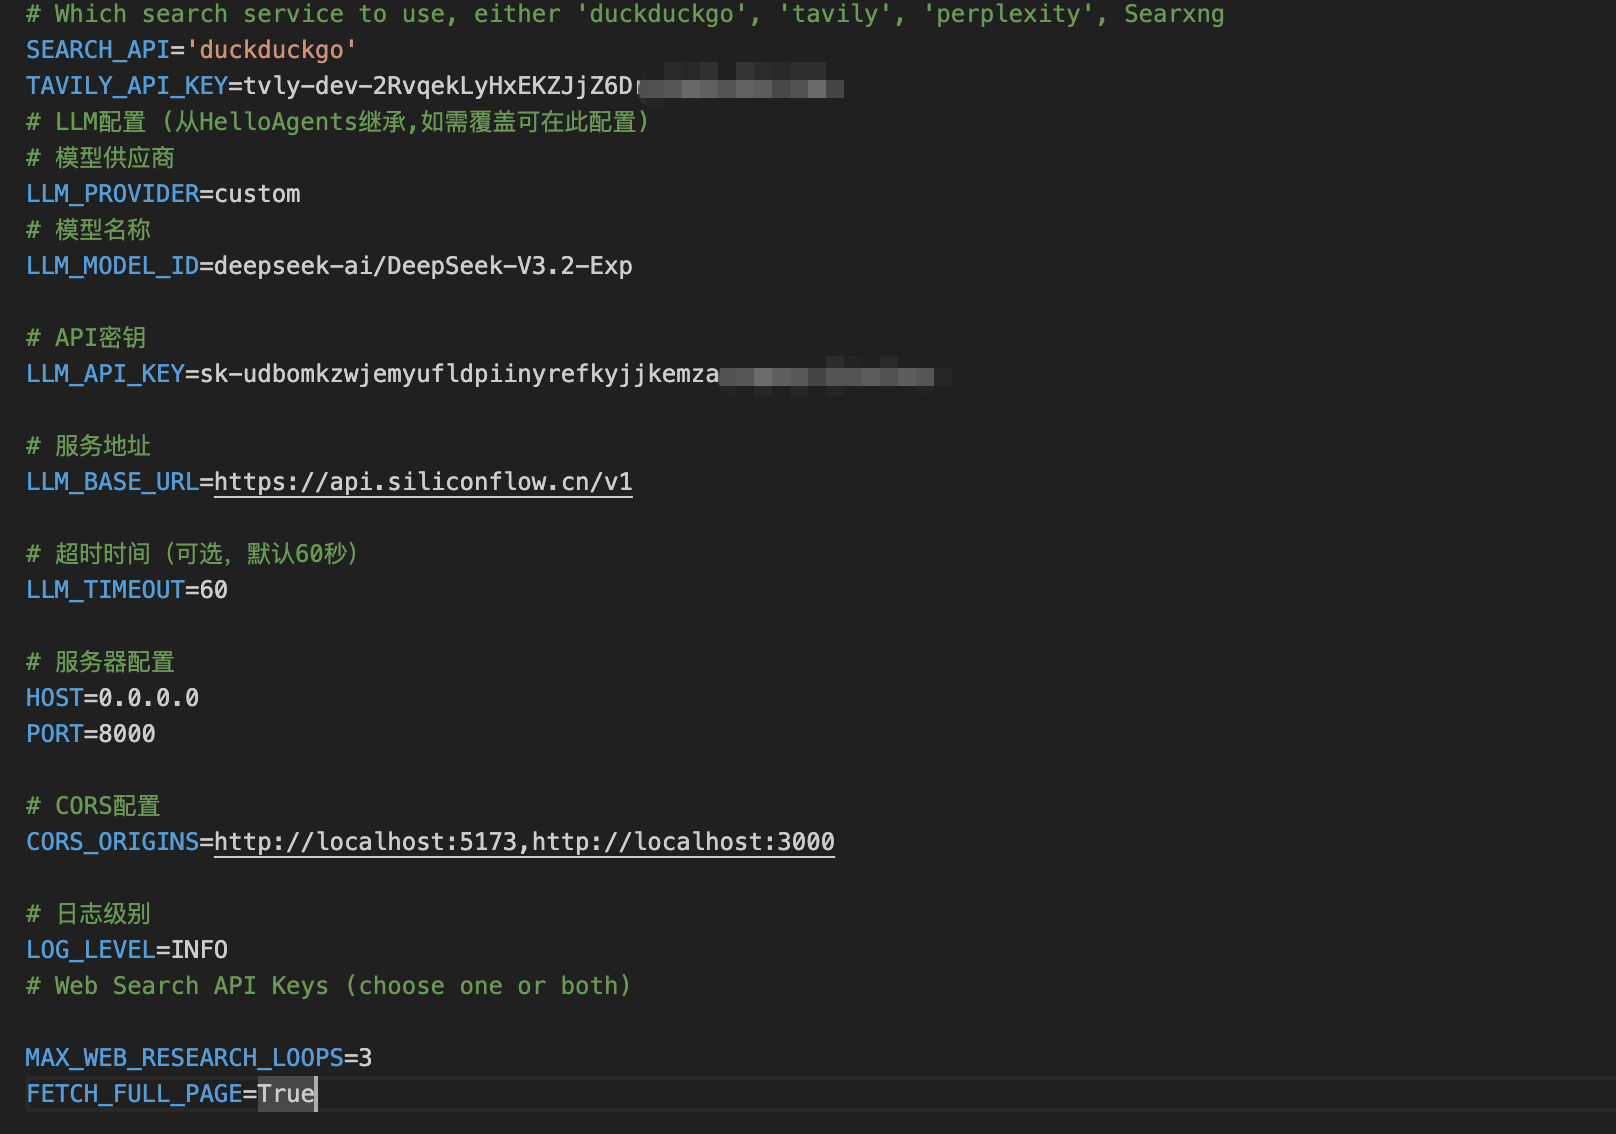 # Which search service to use, either 'duckduckgo', 'tavily', 'perplexity', Searxng
SEARCH_API='duckduckgo'
TAVILY_API_KEY=tvly-dev-2RvqekLyHxEKZJjZ6D
# LLM配置 (从HelloAgents继承,如需覆盖可在此配置)
# 模型供应商
LLM_PROVIDER=custom
# 模型名称
LLM_MODEL_ID=deepseek-ai/DeepSeek-V3.2-Exp
# API密钥
LLM_API_KEY=sk-udbomkzwjemyufldpiinyrefkyjjkemza
# 服务地址
LLM_BASE_URL=https://api.siliconflow.cn/v1
# 超时时间（可选，默认60秒）
LLM_TIMEOUT=60
# 服务器配置
HOST=0.0.0.0
PORT=8000
# CORS配置
CORS_ORIGINS=http://localhost:5173,http://localhost:3000
# 日志级别
LOG_LEVEL=INFO
# Web Search API Keys (choose one or both)
MAX_WEB_RESEARCH_LOOPS=3
FETCH_FULL_PAGE=True